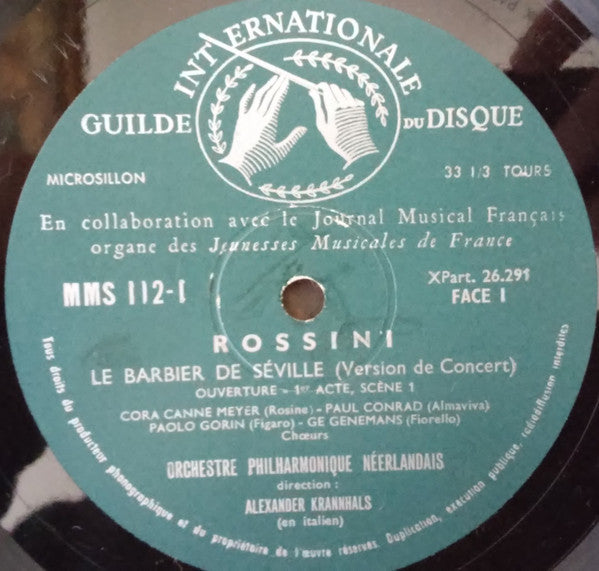 GUILDE INTERNATIONALE DU DISQUE
MICROSILLON
33 1/3 TOURS
En collaboration avec le Journal Musical Français
organe des Jeunesses Musicales de France
MMS 112-1
XPart. 26.291
FACE 1
ROSSINI
LE BARBIER DE SÉVILLE (Version de Concert)
OUVERTURE - 1er ACTE, SCÈNE 1
CORA CANNE MEYER (Rosine) - PAUL CONRAD (Almaviva)
PAOLO GORIN (Figaro) - GE GENEMANS (Fiorello)
Chœurs
ORCHESTRE PHILHARMONIQUE NÉERLANDAIS
direction :
ALEXANDER KRANNHALS
(en italien)
Tous droits du producteur phonographique et du propriétaire de l'œuvre réservés. Duplication, exécution publique, radiodiffusion interdites